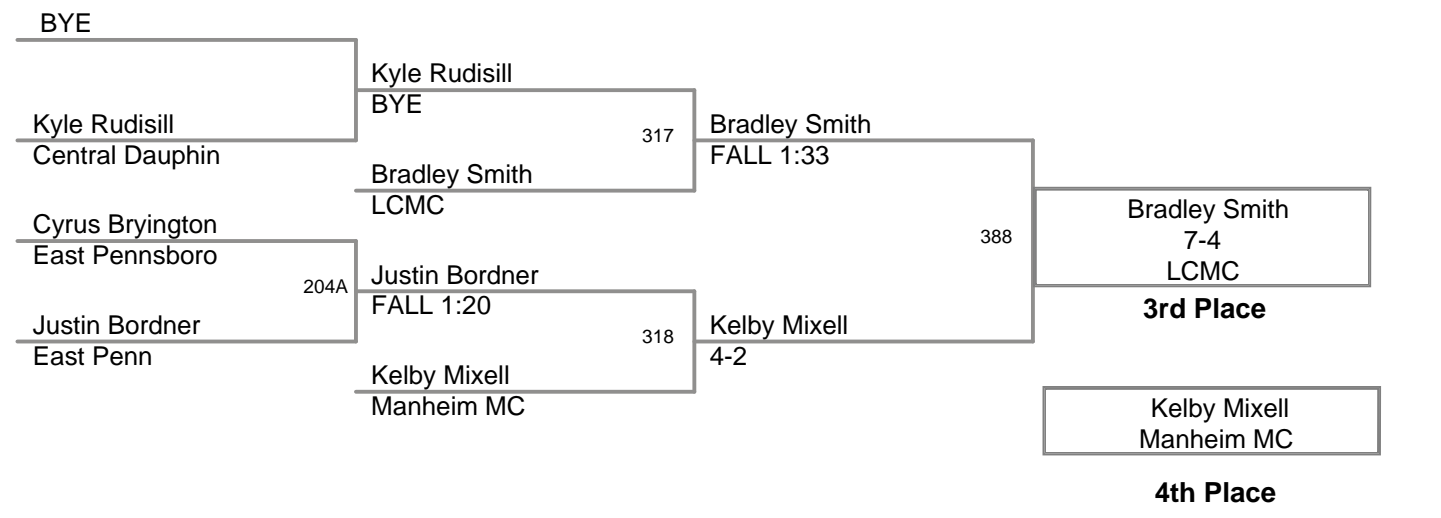 BYE
Kyle Rudisill
BYE
Kyle Rudisill
Central Dauphin
317
Bradley Smith
FALL 1:33
Bradley Smith
LCMC
Cyrus Bryington
East Pennsboro
388
Bradley Smith
7-4
LCMC
3rd Place
204A
Justin Bordner
FALL 1:20
Justin Bordner
East Penn
318
Kelby Mixell
4-2
Kelby Mixell
Manheim MC
Kelby Mixell
Manheim MC
4th Place